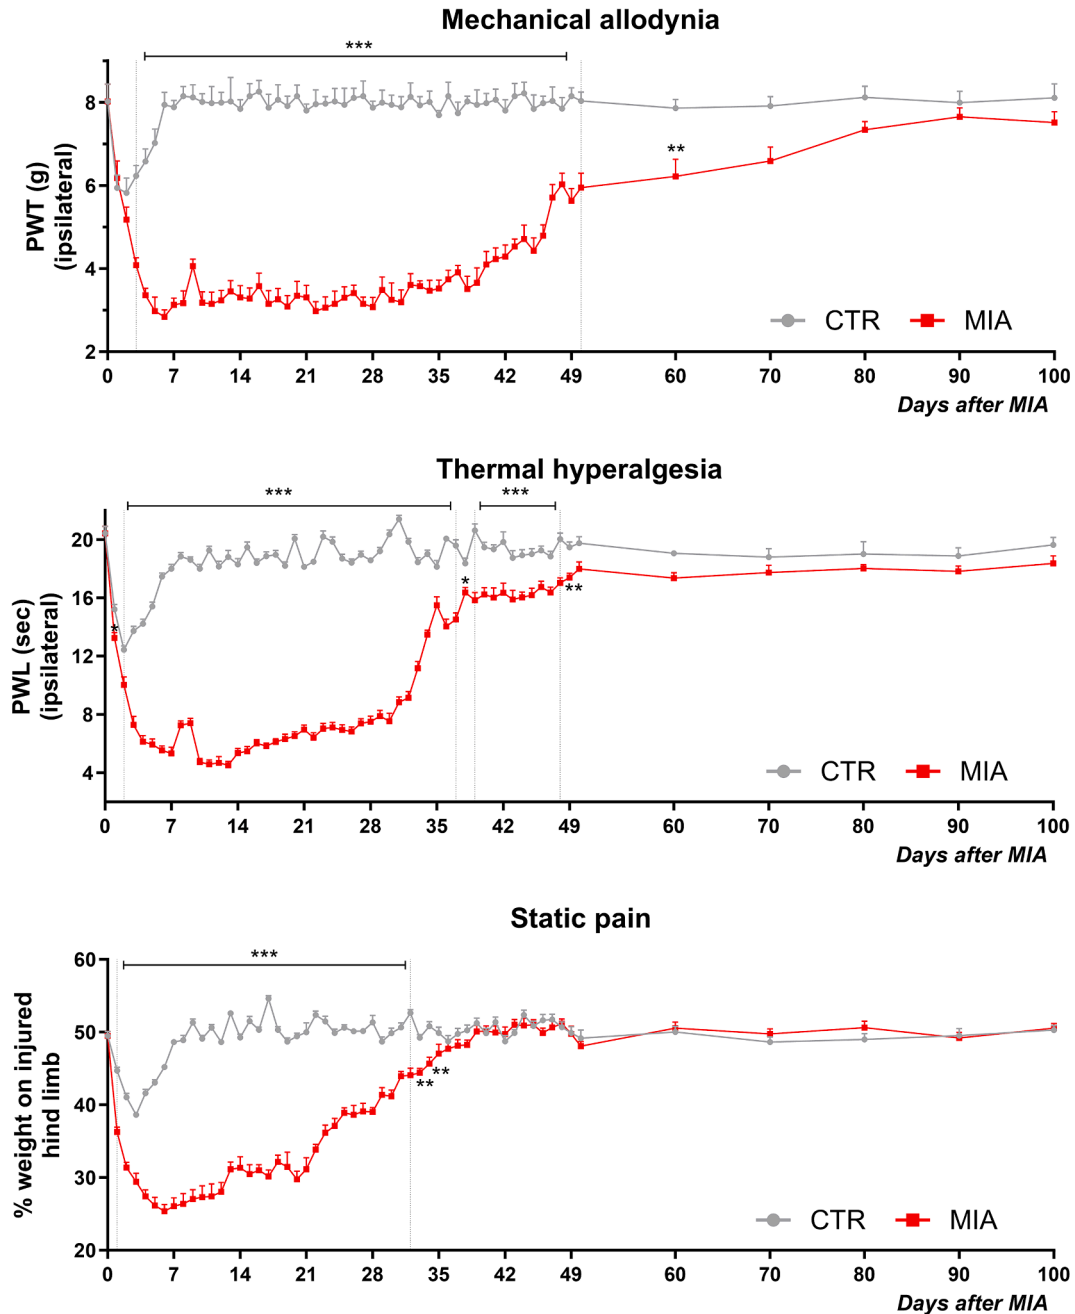 Mechanical allodynia
***
8
6
4
2
PWT (g)
(ipsilateral)
**
CTR MIA
0 7 14 21 28 35 42 49 60 70 80 90 100
Days after MIA
Thermal hyperalgesia
*** ***
20
16
12
8
4
PWL (sec)
(ipsilateral)
*
*
**
CTR MIA
0 7 14 21 28 35 42 49 60 70 80 90 100
Days after MIA
Static pain
***
60
50
40
30
20
% weight on injured
hind limb
**
**
CTR MIA
0 7 14 21 28 35 42 49 60 70 80 90 100
Days after MIA